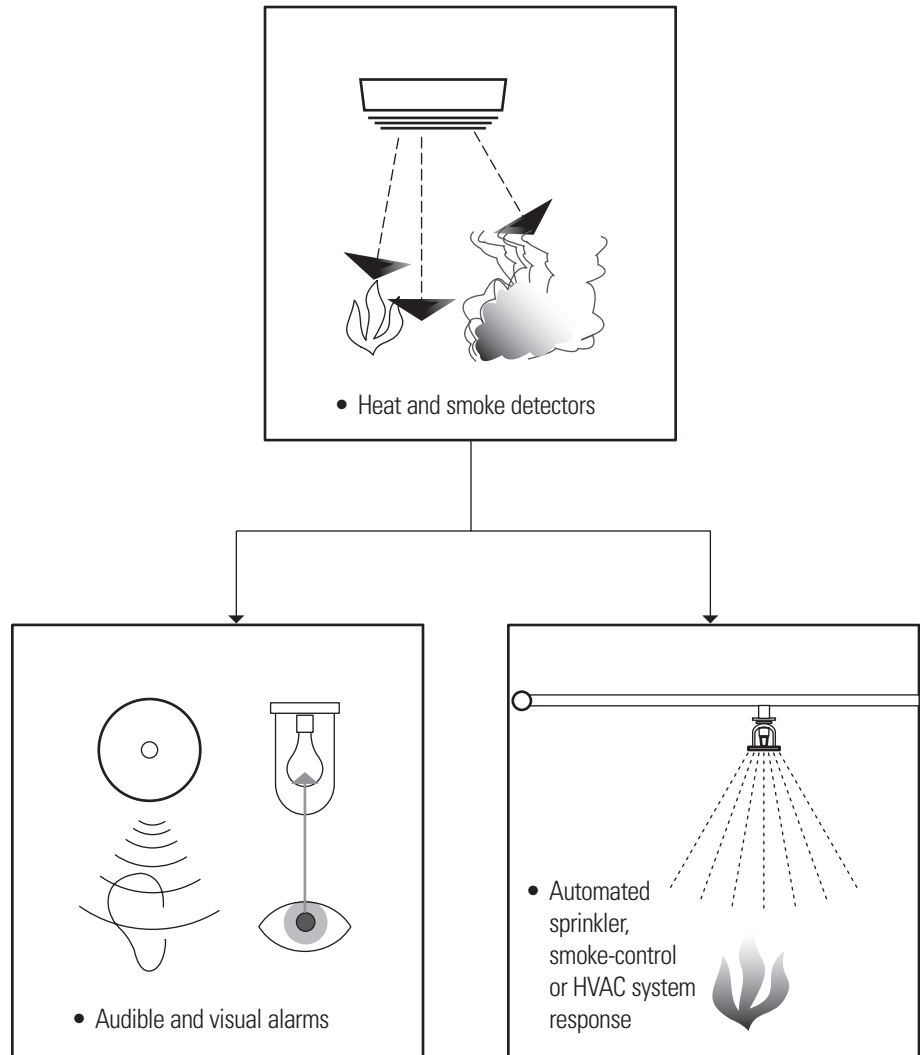 • Heat and smoke detectors
• Audible and visual alarms
• Automated
sprinkler,
smoke-control
or HVAC system
response